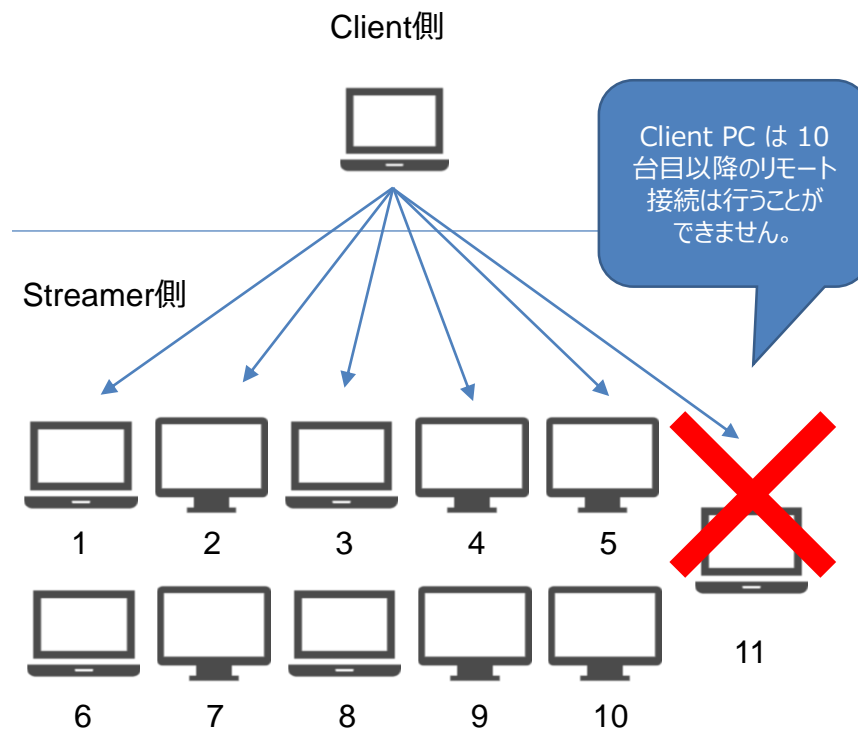 Client側
Client PC は 10
台目以降のリモート
接続は行うことが
できません。
Streamer側
1 2 3 4 5
11
6 7 8 9 10